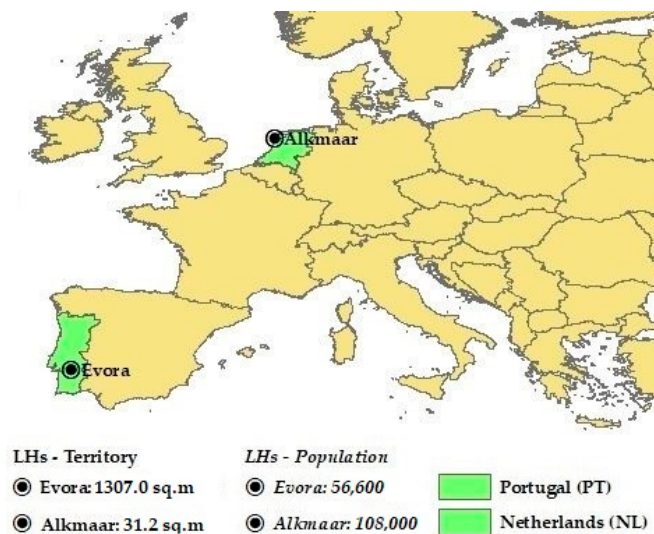 Alkmaar
Evora
LHs - Territory
Evora: 1307.0 sq.m
Alkmaar: 31.2 sq.m
LHs - Population
Evora: 56,600
Alkmaar: 108,000
Portugal (PT)
Netherlands (NL)